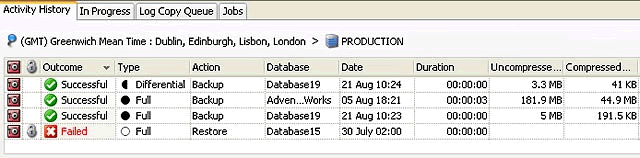 Activity History In Progress Log Copy Queue Jobs
(GMT) Greenwich Mean Time : Dublin, Edinburgh, Lisbon, London > PRODUCTION
Outcome Type Action Database Date Duration Uncompresse... Compressed...
Successful Differential Backup Database19 21 Aug 10:24 00:00:00 3.3 MB 41 KB
Successful Full Backup Adven...Works 05 Aug 18:21 00:00:03 181.9 MB 44.9 MB
Successful Full Backup Database19 21 Aug 10:23 00:00:00 5 MB 191.5 KB
Failed Full Restore Database15 30 July 02:00 00:00:00